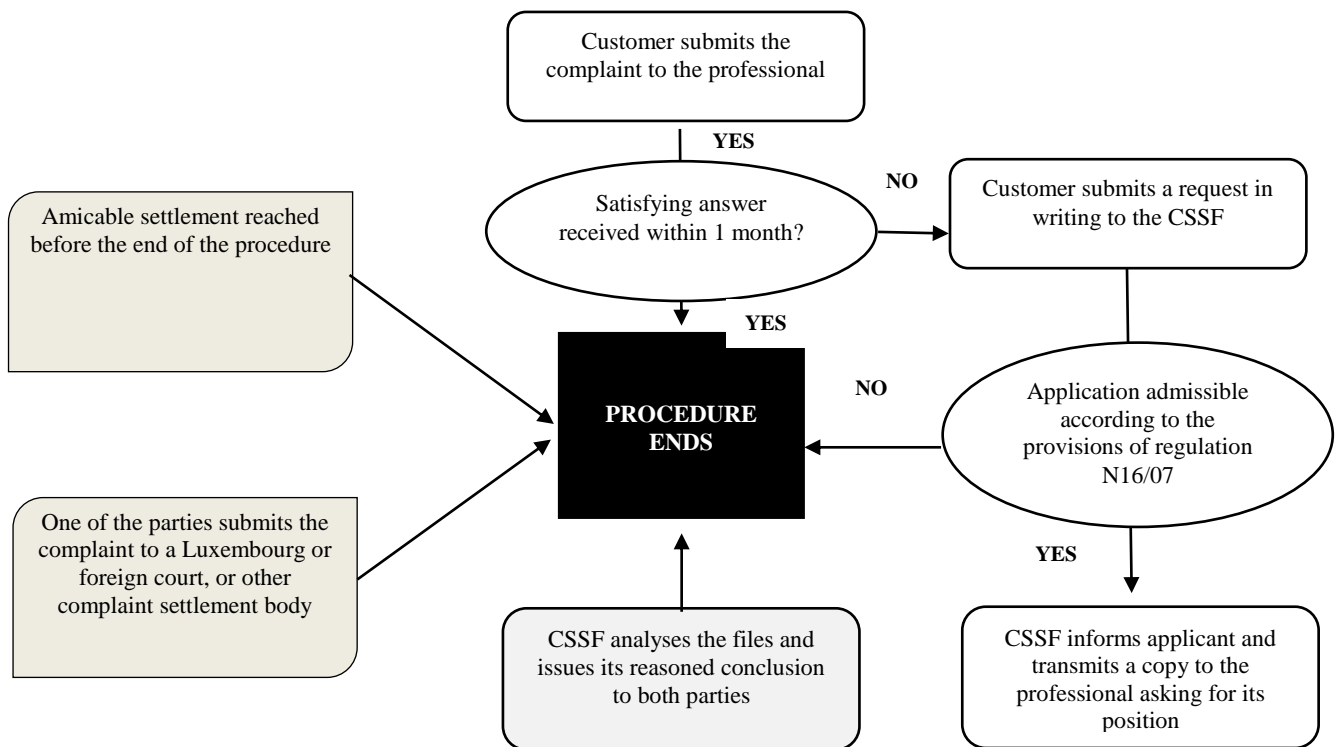 Customer submits the
complaint to the professional
YES
Satisfying answer
received within 1 month?
NO
Customer submits a request in
writing to the CSSF
Amicable settlement reached
before the end of the procedure
YES
PROCEDURE
ENDS
NO
Application admissible
according to the
provisions of regulation
N16/07
One of the parties submits the
complaint to a Luxembourg or
foreign court, or other
complaint settlement body
YES
CSSF analyses the files and
issues its reasoned conclusion
to both parties
CSSF informs applicant and
transmits a copy to the
professional asking for its
position